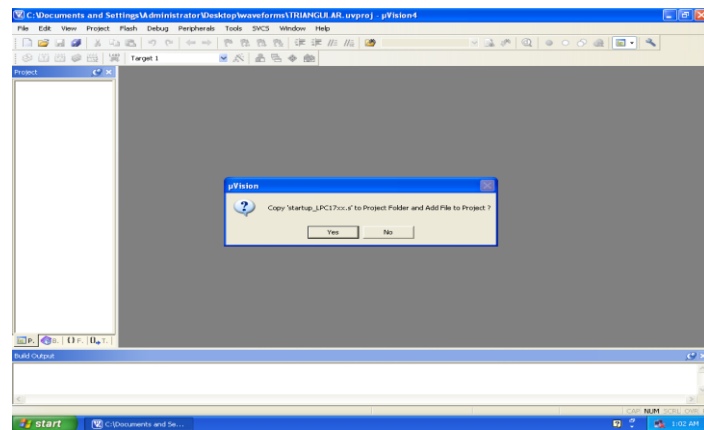 C:\Documents and Settings\Administrator\Desktop\waveforms\TRIANGULAR.uvproj - µVision4
File Edit View Project Flash Debug Peripherals Tools SVCS Window Help
Target 1
Project
µVision
Copy 'startup_LPC17xx.s' to Project Folder and Add File to Project ?
Yes No
P. B. {} F. T.
Build Output
CAP NUM SCRL OVR
start C:\Documents and Se... 1:02 AM